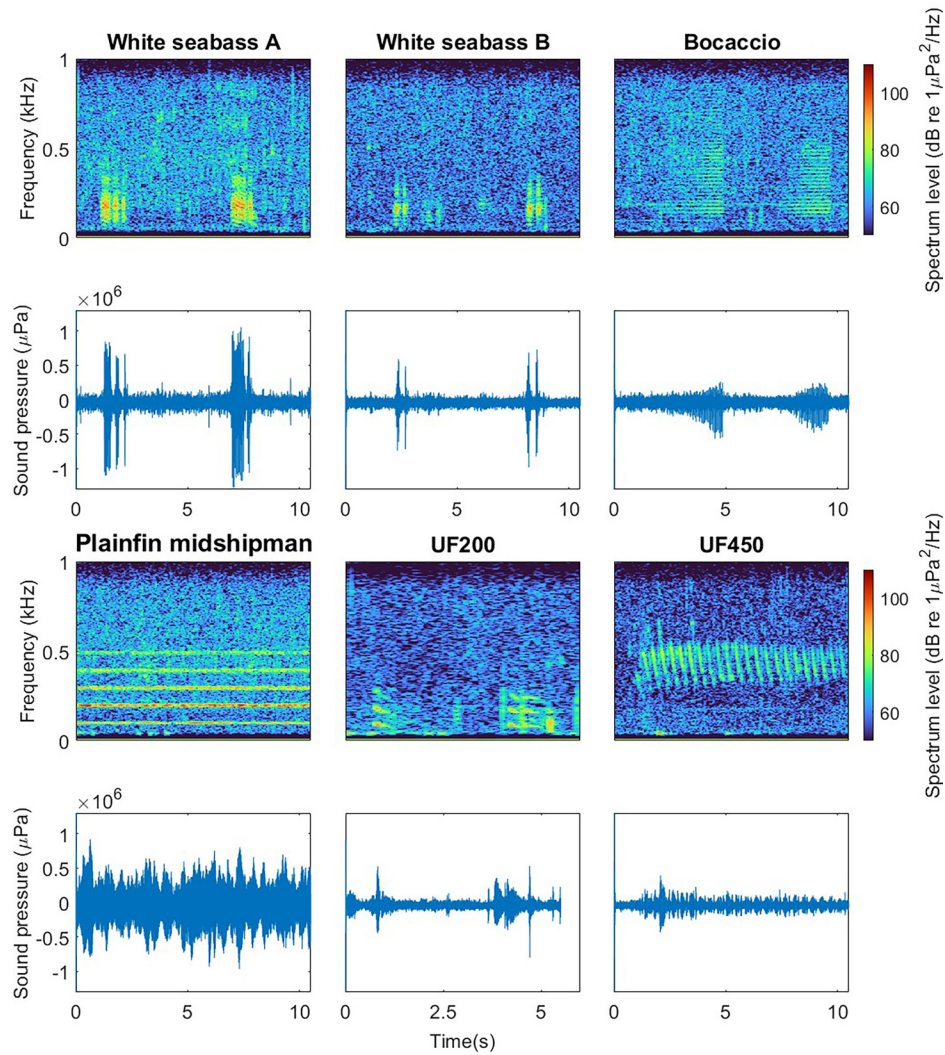 White seabass A White seabass B Bocaccio
Frequency (kHz)
1
0.5
0
Spectrum level (dB re 1μPa²/Hz)
100
80
60
×10⁶
Sound pressure (μPa)
1
0.5
0
-0.5
-1
0 5 10 0 5 10 0 5 10
Plainfin midshipman UF200 UF450
Frequency (kHz)
1
0.5
0
Spectrum level (dB re 1μPa²/Hz)
100
80
60
×10⁶
Sound pressure (μPa)
1
0.5
0
-0.5
-1
0 5 10 0 2.5 5 0 5 10
Time(s)